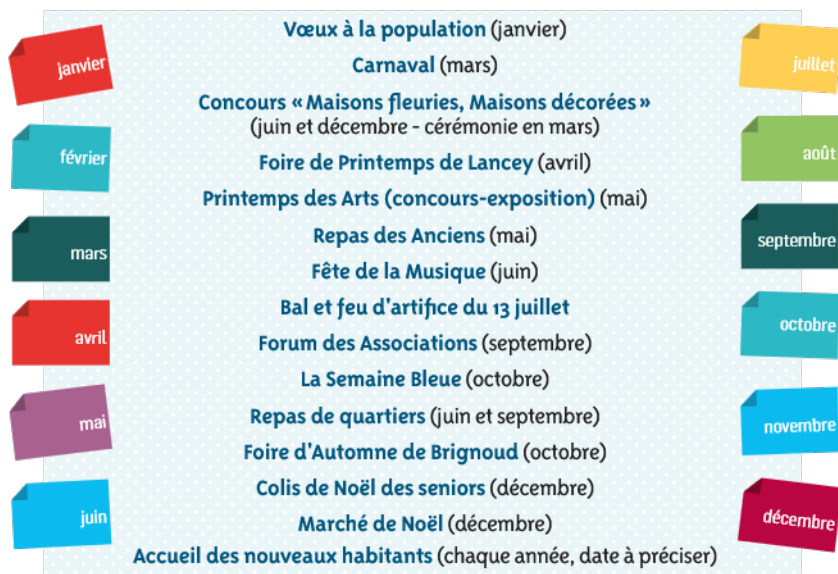 janvier
février
mars
avril
mai
juin
Vœux à la population (janvier)
Carnaval (mars)
Concours « Maisons fleuries, Maisons décorées »
(juin et décembre - cérémonie en mars)
Foire de Printemps de Lancey (avril)
Printemps des Arts (concours-exposition) (mai)
Repas des Anciens (mai)
Fête de la Musique (juin)
Bal et feu d'artifice du 13 juillet
Forum des Associations (septembre)
La Semaine Bleue (octobre)
Repas de quartiers (juin et septembre)
Foire d'Automne de Brignoud (octobre)
Colis de Noël des seniors (décembre)
Marché de Noël (décembre)
Accueil des nouveaux habitants (chaque année, date à préciser)
juillet
août
septembre
octobre
novembre
décembre